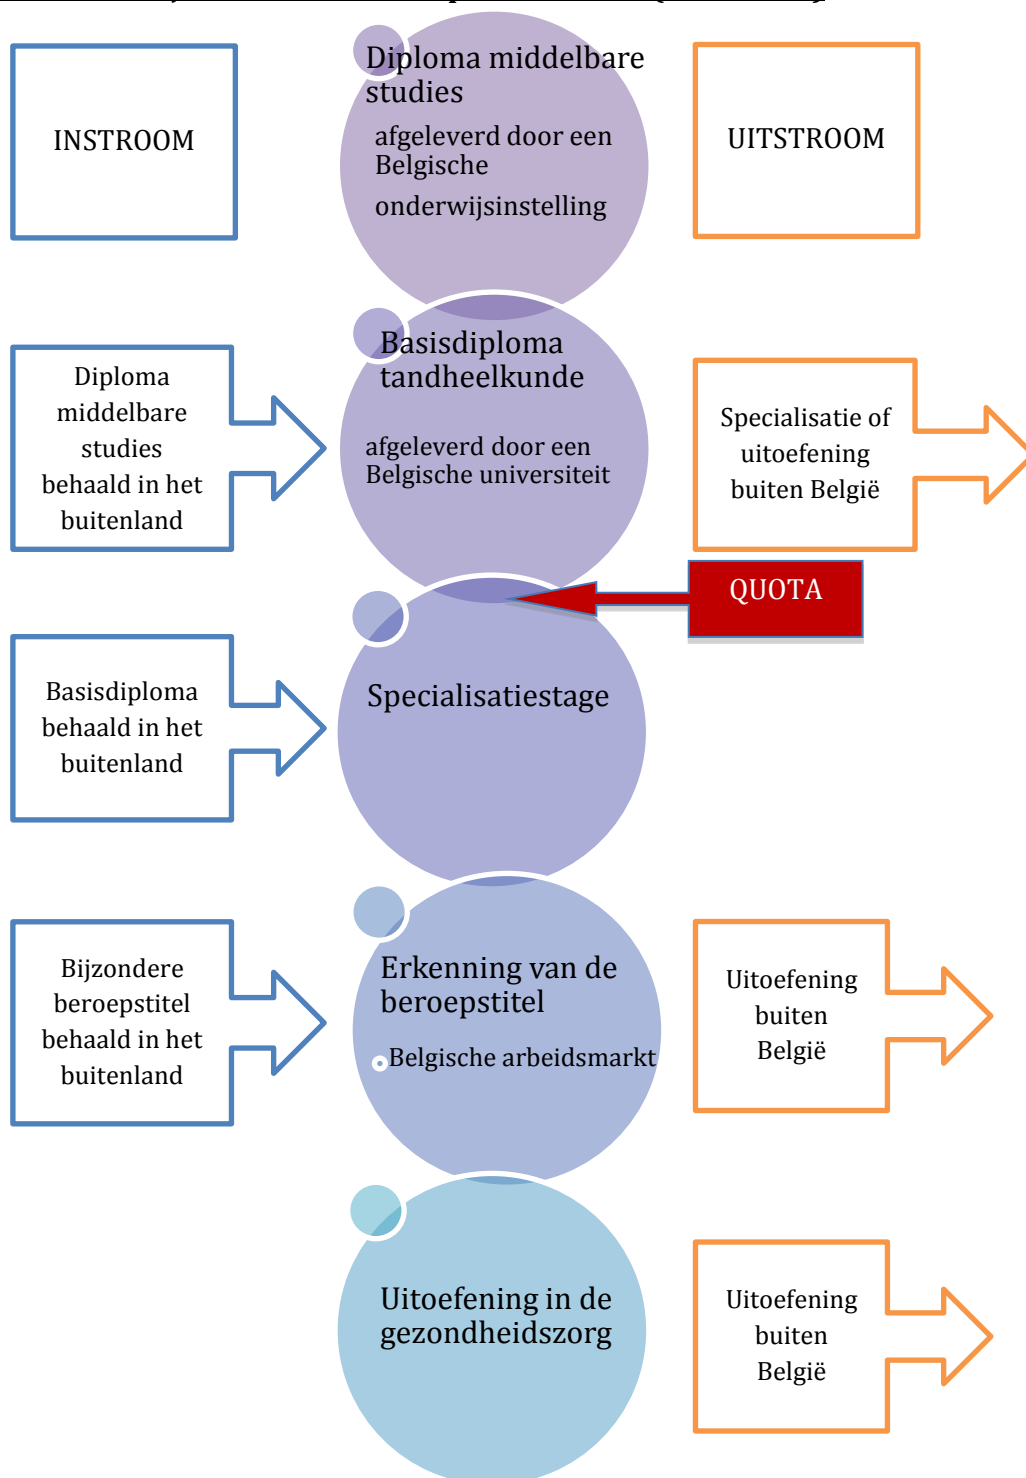 INSTROOM
Diploma middelbare
studies
afgeleverd door een
Belgische
onderwijsinstelling
UITSTROOM
Diploma
middelbare
studies
behaald in het
buitenland
Basisdiploma
tandheelkunde
afgeleverd door een
Belgische universiteit
Specialisatie of
uitoefening
buiten België
QUOTA
Basisdiploma
behaald in het
buitenland
Specialisatiestage
Bijzondere
beroepstitel
behaald in het
buitenland
Erkenning van de
beroepstitel
Belgische arbeidsmarkt
Uitoefening
buiten
België
Uitoefening in de
gezondheidszorg
Uitoefening
buiten
België